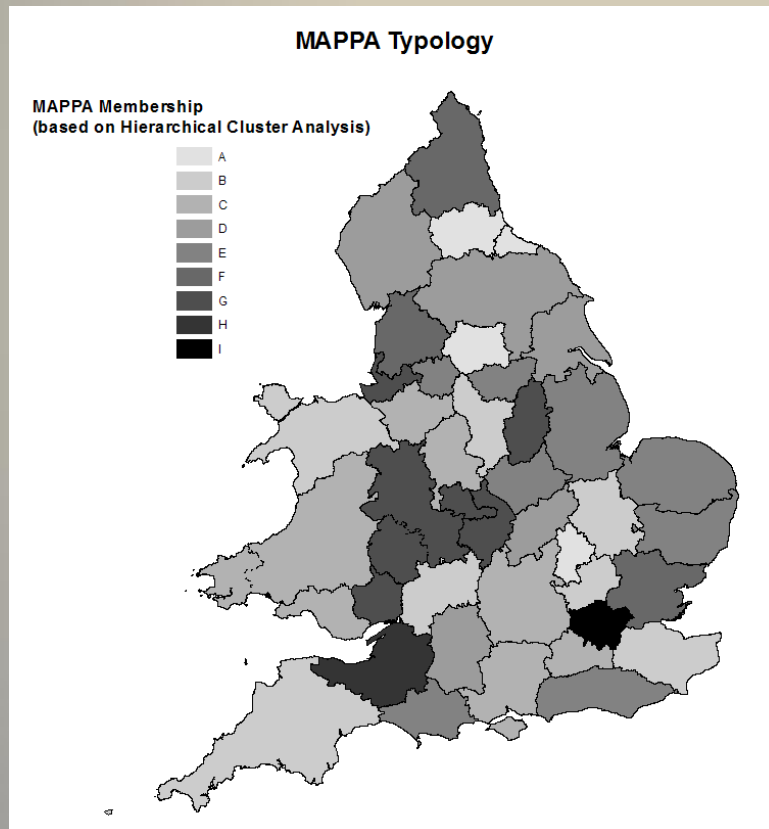 MAPPA Typology
MAPPA Membership
(based on Hierarchical Cluster Analysis)
A
B
C
D
E
F
G
H
I